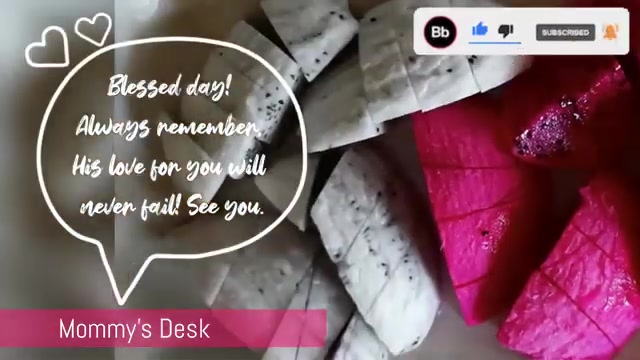 Bb
SUBSCRIBED
Blessed day!
Always remember,
His love for you will
never fail! See you.
Mommy's Desk